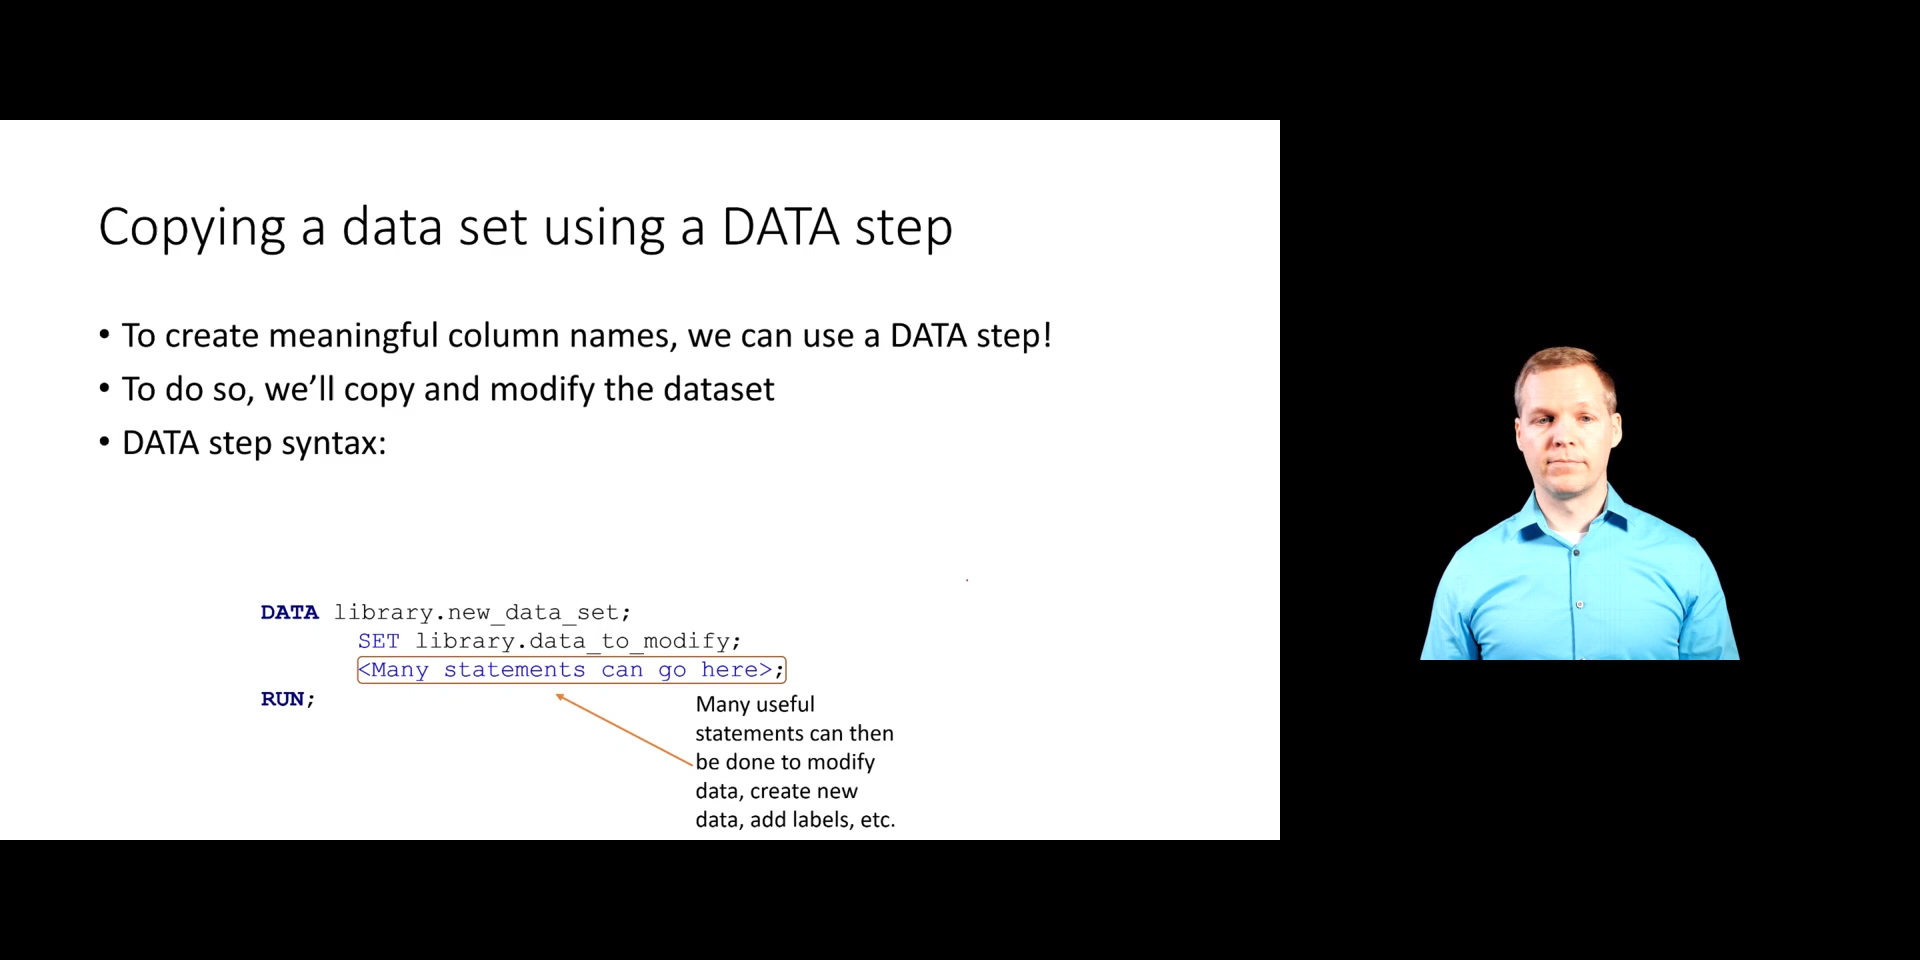 Copying a data set using a DATA step
• To create meaningful column names, we can use a DATA step!
• To do so, we’ll copy and modify the dataset
• DATA step syntax:
DATA library.new_data_set;
SET library.data_to_modify;
<Many statements can go here>;
RUN;
Many useful
statements can then
be done to modify
data, create new
data, add labels, etc.